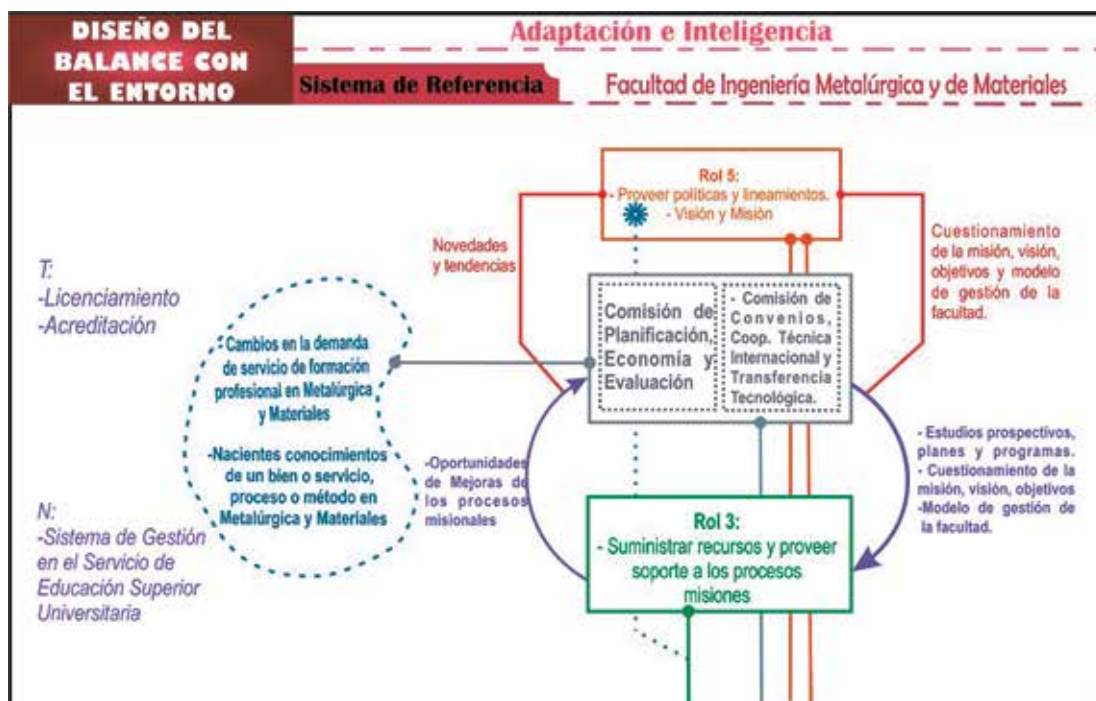 DISEÑO DEL
BALANCE CON
EL ENTORNO
Adaptación e Inteligencia
Sistema de Referencia
Facultad de Ingeniería Metalúrgica y de Materiales
Rol 5:
- Proveer políticas y lineamientos.
- Visión y Misión
Novedades
y tendencias
Cuestionamiento
de la misión, visión,
objetivos y modelo
de gestión de la
facultad.
T:
-Licenciamiento
-Acreditación
-Cambios en la demanda
de servicio de formación
profesional en Metalúrgica
y Materiales
-Nacientes conocimientos
de un bien o servicio,
proceso o método en
Metalúrgica y Materiales
Comisión de
Planificación,
Economía y
Evaluación
- Comisión de
Convenios,
Coop. Técnica
Internacional y
Transferencia
Tecnológica.
-Oportunidades
de Mejoras de
los procesos
misionales
- Estudios prospectivos,
planes y programas.
- Cuestionamiento de la
misión, visión, objetivos
-Modelo de gestión de
la facultad.
N:
-Sistema de Gestión
en el Servicio de
Educación Superior
Universitaria
Rol 3:
- Suministrar recursos y proveer
soporte a los procesos
misiones